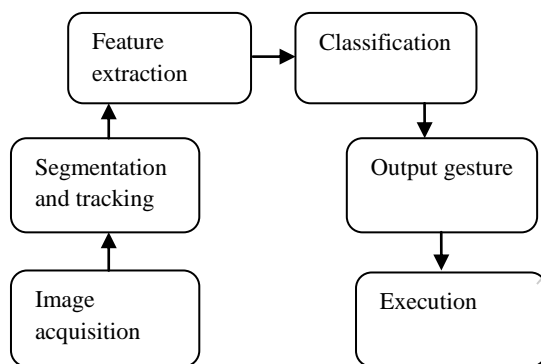 Feature
extraction
Classification
Segmentation
and tracking
Output gesture
Image
acquisition
Execution